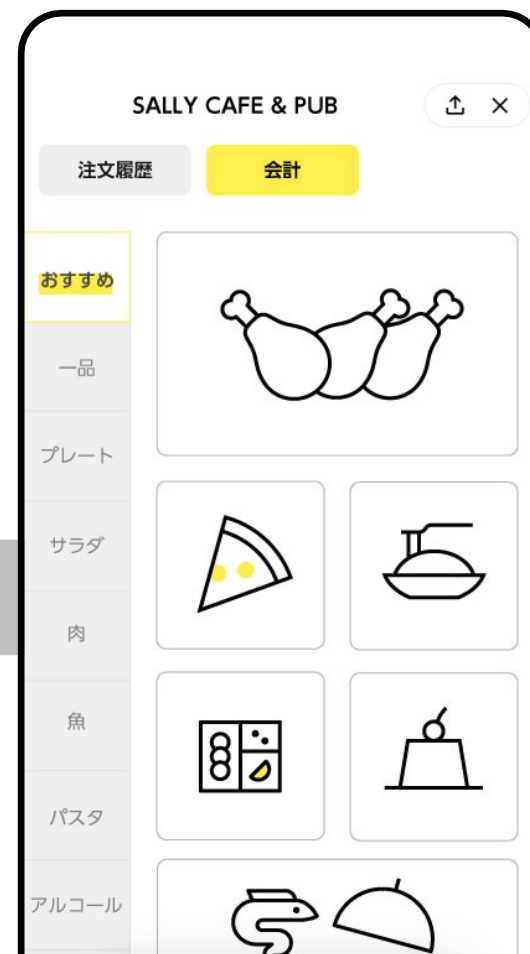 SALLY CAFE & PUB
注文履歴
会計
おすすめ
一品
プレート
サラダ
肉
魚
パスタ
アルコール